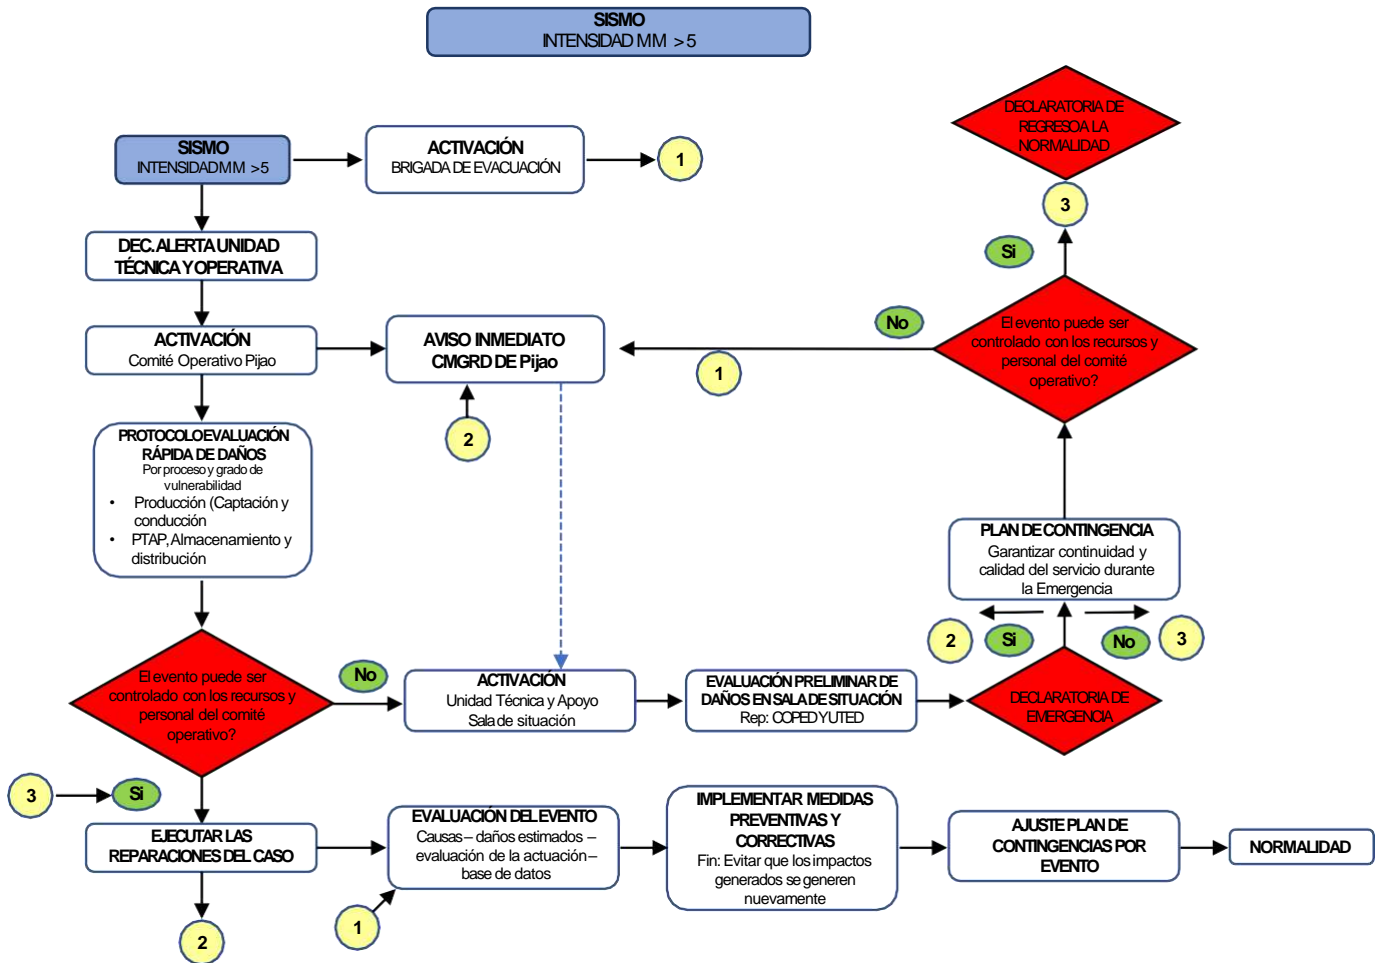 SISMO
INTENSIDAD MM > 5
SISMO
INTENSIDAD MM > 5
ACTIVACIÓN
BRIGADA DE EVACUACIÓN
1
DECLARATORIA DE
REGRESO A LA
NORMALIDAD
3
Si
DEC. ALERTA UNIDAD
TÉCNICA Y OPERATIVA
ACTIVACIÓN
Comité Operativo Pijao
AVISO INMEDIATO
CMGRD DE Pijao
2
No
1
El evento puede ser
controlado con los recursos y
personal del comité
operativo?
PROTOCOLO EVALUACIÓN
RÁPIDA DE DAÑOS
Por proceso y grado de
vulnerabilidad
• Producción (Captación y
conducción
• PTAP, Almacenamiento y
distribución
PLAN DE CONTINGENCIA
Garantizar continuidad y
calidad del servicio durante
la Emergencia
2
Si
No
3
El evento puede ser
controlado con los recursos y
personal del comité
operativo?
No
ACTIVACIÓN
Unidad Técnica y Apoyo
Sala de situación
EVALUACIÓN PRELIMINAR DE
DAÑOS EN SALA DE SITUACIÓN
Rep: COPED Y UTED
DECLARATORIA DE
EMERGENCIA
3
Si
EJECUTAR LAS
REPARACIONES DEL CASO
2
EVALUACIÓN DEL EVENTO
Causas – daños estimados –
evaluación de la actuación –
base de datos
1
IMPLEMENTAR MEDIDAS
PREVENTIVAS Y
CORRECTIVAS
Fin: Evitar que los impactos
generados se generen
nuevamente
AJUSTE PLAN DE
CONTINGENCIAS POR
EVENTO
NORMALIDAD